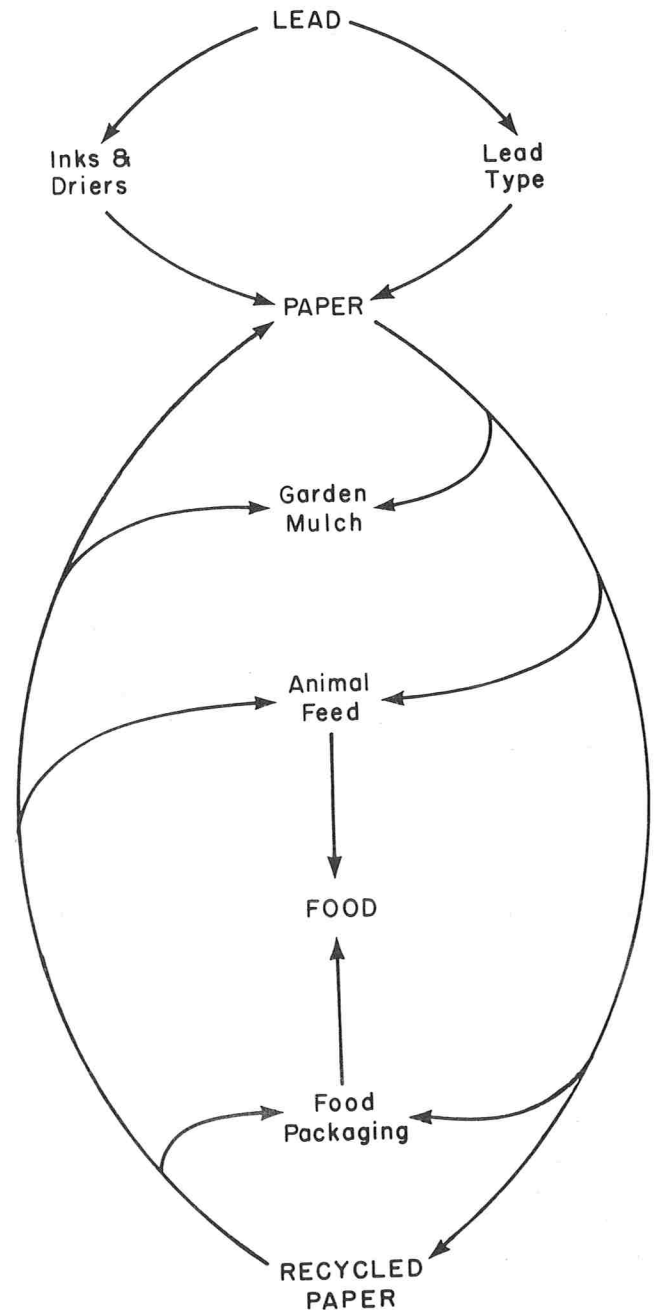 LEAD
Inks &
Driers
Lead
Type
PAPER
Garden
Mulch
Animal
Feed
FOOD
Food
Packaging
RECYCLED
PAPER